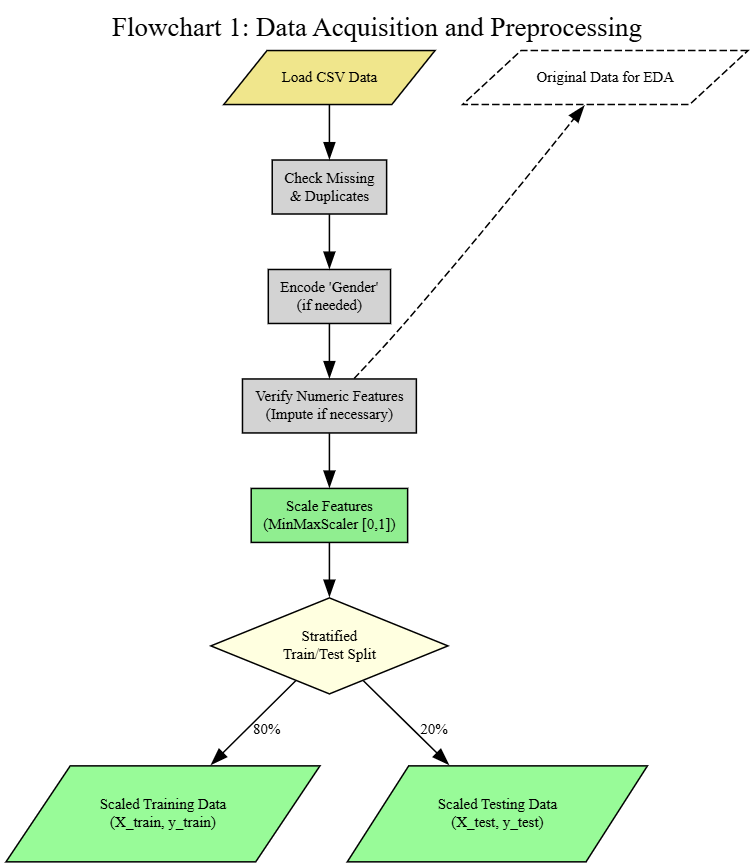 Flowchart 1: Data Acquisition and Preprocessing
Load CSV Data
Original Data for EDA
Check Missing
& Duplicates
Encode 'Gender'
(if needed)
Verify Numeric Features
(Impute if necessary)
Scale Features
(MinMaxScaler [0,1])
Stratified
Train/Test Split
80%
20%
Scaled Training Data
(X_train, y_train)
Scaled Testing Data
(X_test, y_test)